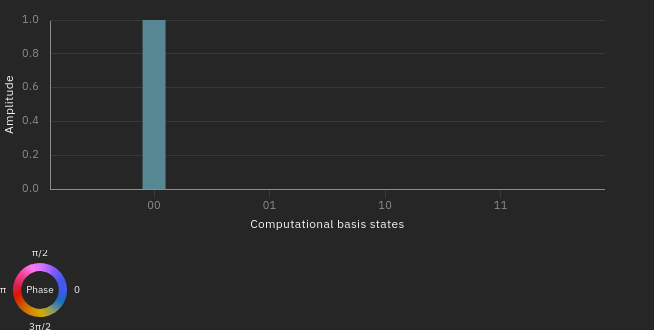 1.0
0.8
0.6
0.4
0.2
0.0
Amplitude
00 01 10 11
Computational basis states
π/2
π Phase 0
3π/2